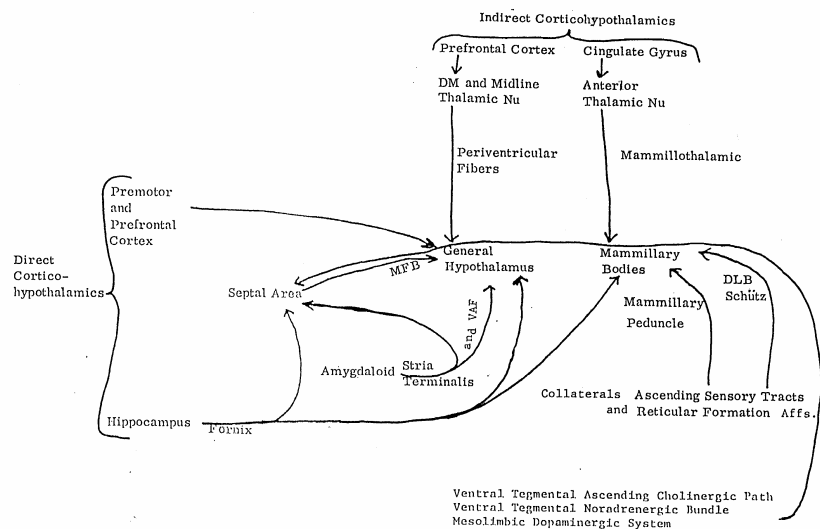 Indirect Corticohypothalamics
Prefrontal Cortex
Cingulate Gyrus
DM and Midline
Thalamic Nu
Anterior
Thalamic Nu
Periventricular
Fibers
Mammillothalamic
Premotor
and
Prefrontal
Cortex
Direct
Cortico-
hypothalamics
General
Hypothalamus
Mammillary
Bodies
MFB
Septal Area
DLB
Schütz
Mammillary
Peduncle
and VAF
Amygdaloid
Stria
Terminalis
Collaterals Ascending Sensory Tracts
and Reticular Formation Affs.
Hippocampus
Fornix
Ventral Tegmental Ascending Cholinergic Path
Ventral Tegmental Noradrenergic Bundle
Mesolimbic Dopaminergic System